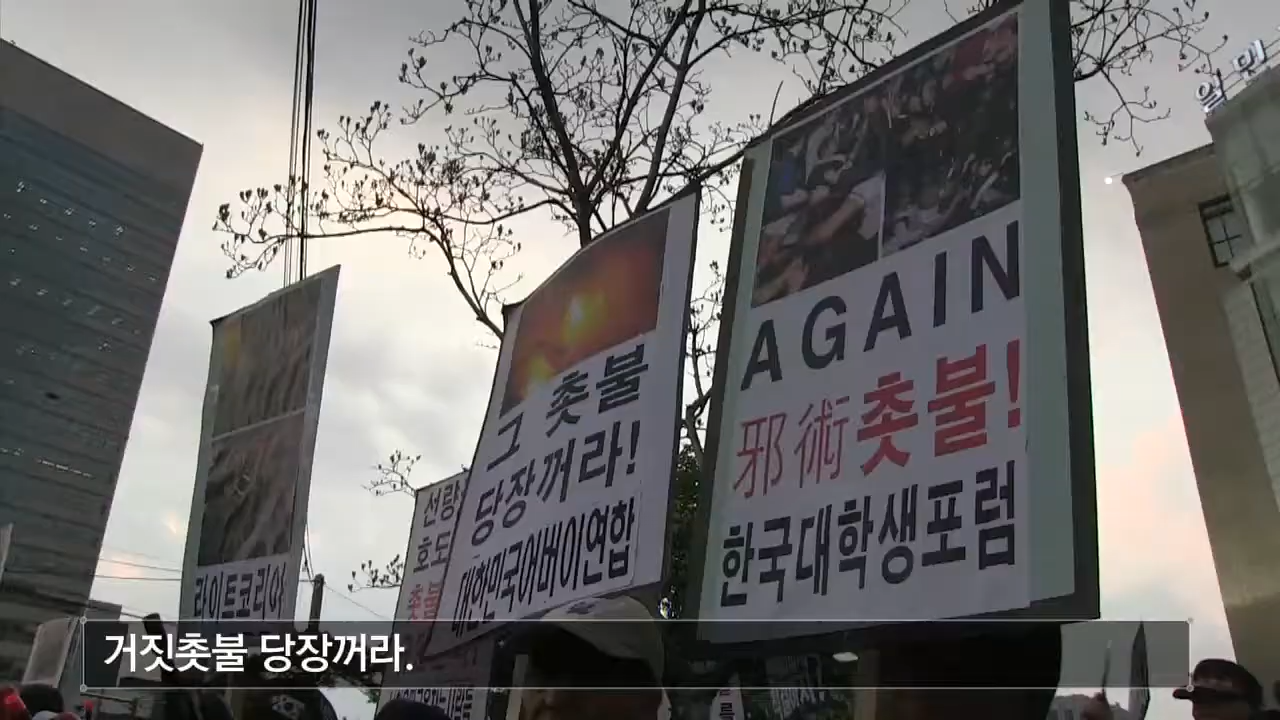 일민
AGAIN
邪術촛불!
한국대학생포럼
그 촛불
당장꺼라!
대한민국어버이연합
선량
호도
촛불
라이트코리아
거짓촛불 당장꺼라.